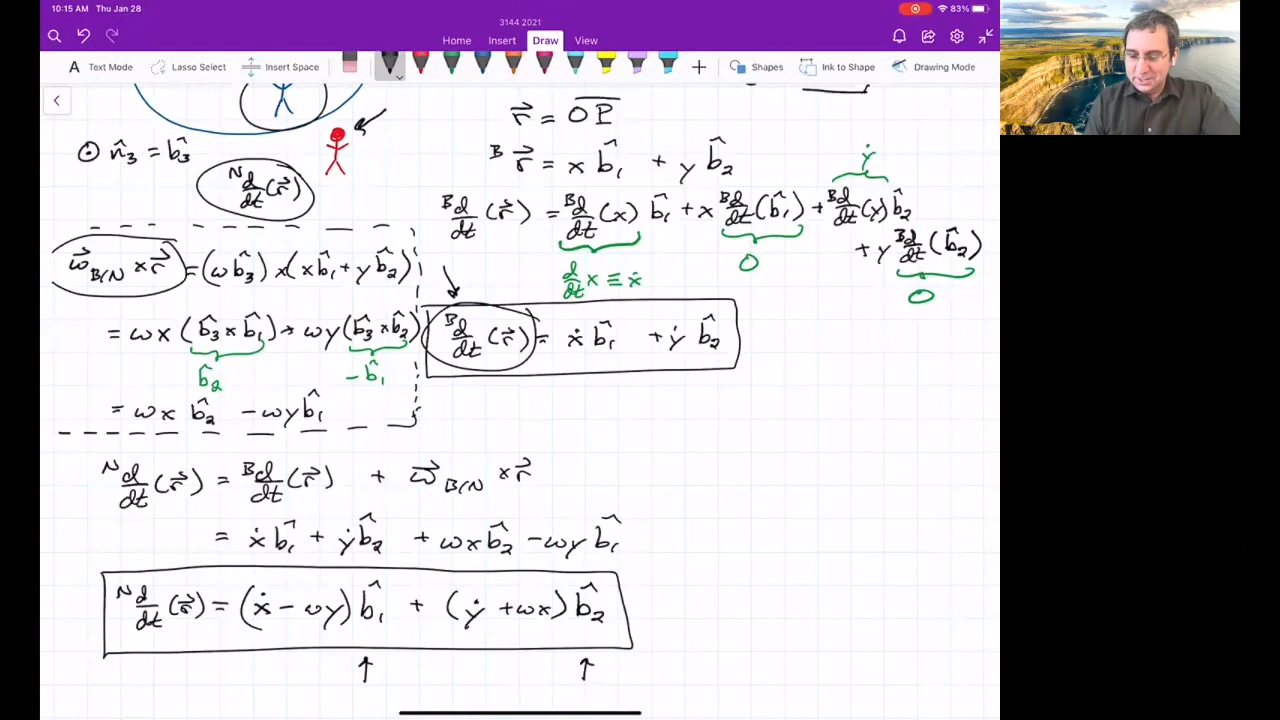 10:15 AM Thu Jan 28
83%
3144 2021
Home Insert Draw View
A Text Mode Lasso Select Insert Space Shapes Ink to Shape Drawing Mode
r⃗ = O͞P͞
ᴮr⃗ = x b̂₁ + y b̂₂
ẏ
ᴮd/dt (r⃗) = ᴮd/dt (x) b̂₁ + x ᴮd/dt (b̂₁) + ᴮd/dt (y) b̂₂
+ y ᴮd/dt (b̂₂)
d/dt x ≡ ẋ
0
0
ᴮd/dt (r⃗) = ẋ b̂₁ + ẏ b̂₂
⊙ n̂₃ = b̂₃
ᴺd/dt (r⃗)
ω⃗ B/N × r⃗ = (ω b̂₃) × (x b̂₁ + y b̂₂)
= ωx (b̂₃ × b̂₁) + ωy (b̂₃ × b̂₂)
b̂₂ - b̂₁
= ωx b̂₂ - ωy b̂₁
ᴺd/dt (r⃗) = ᴮd/dt (r⃗) + ω⃗ B/N × r⃗
= ẋ b̂₁ + ẏ b̂₂ + ωx b̂₂ - ωy b̂₁
ᴺd/dt (r⃗) = (ẋ - ωy) b̂₁ + (ẏ + ωx) b̂₂